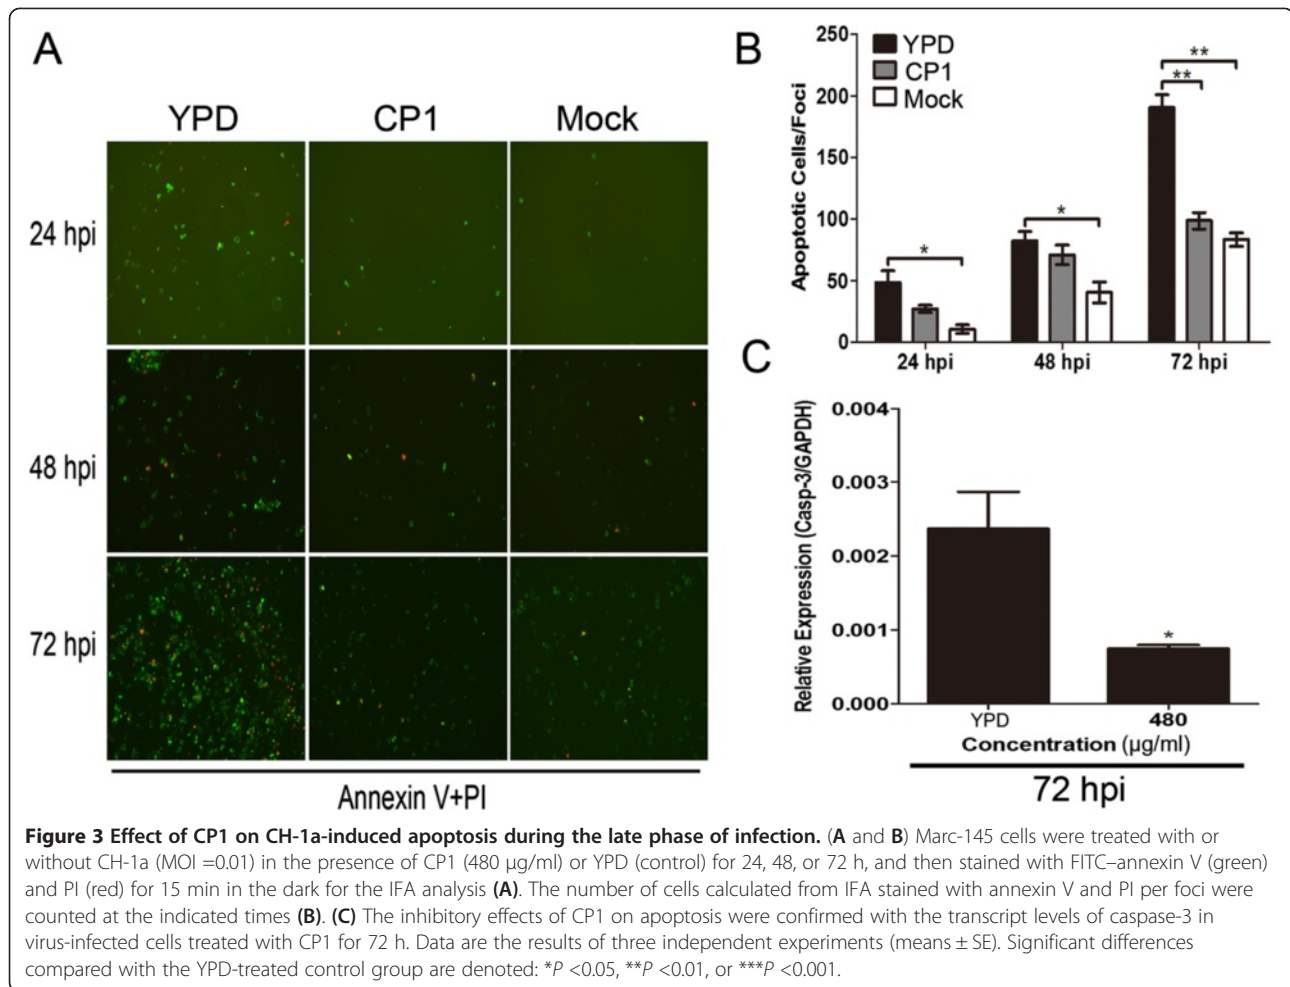 A
YPD CP1 Mock
24 hpi
48 hpi
72 hpi
Annexin V+PI
B
YPD
CP1
Mock
Apoptotic Cells/Foci
250
200
150
100
50
0
*
*
**
**
24 hpi 48 hpi 72 hpi
C
Relative Expression (Casp-3/GAPDH)
0.004
0.003
0.002
0.001
0.000
*
YPD 480
Concentration (µg/ml)
72 hpi
Figure 3 Effect of CP1 on CH-1a-induced apoptosis during the late phase of infection. (A and B) Marc-145 cells were treated with or
without CH-1a (MOI =0.01) in the presence of CP1 (480 µg/ml) or YPD (control) for 24, 48, or 72 h, and then stained with FITC–annexin V (green)
and PI (red) for 15 min in the dark for the IFA analysis (A). The number of cells calculated from IFA stained with annexin V and PI per foci were
counted at the indicated times (B). (C) The inhibitory effects of CP1 on apoptosis were confirmed with the transcript levels of caspase-3 in
virus-infected cells treated with CP1 for 72 h. Data are the results of three independent experiments (means ± SE). Significant differences
compared with the YPD-treated control group are denoted: *P <0.05, **P <0.01, or ***P <0.001.